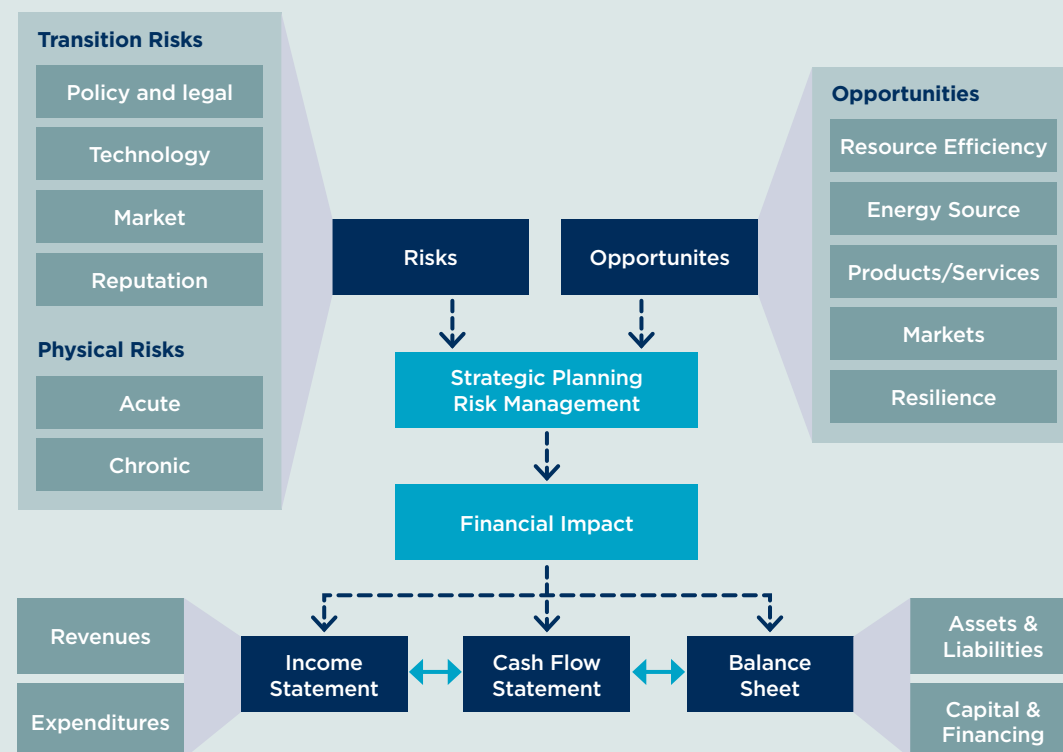 Transition Risks
Policy and legal
Technology
Market
Reputation
Physical Risks
Acute
Chronic
Risks
Opportunites
Opportunities
Resource Efficiency
Energy Source
Products/Services
Markets
Resilience
Strategic Planning
Risk Management
Financial Impact
Revenues
Expenditures
Income
Statement
Cash Flow
Statement
Balance
Sheet
Assets &
Liabilities
Capital &
Financing